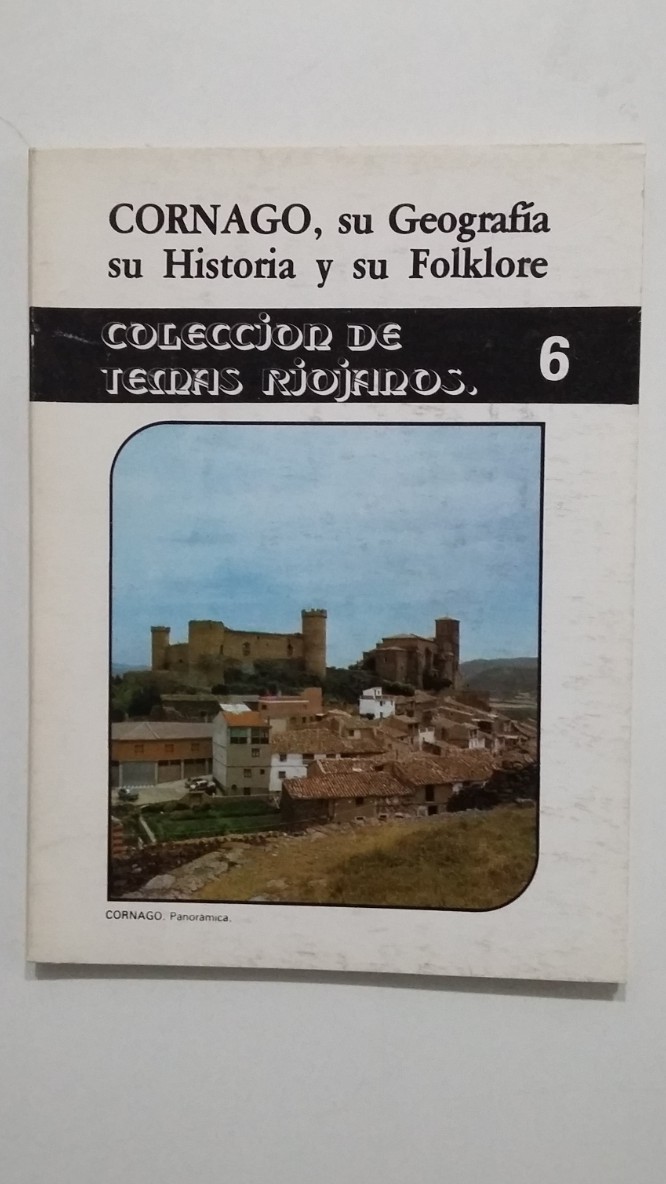 CORNAGO, su Geografía
su Historia y su Folklore
COLECCION DE
TEMAS RIOJANOS.
6
CORNAGO. Panorámica.